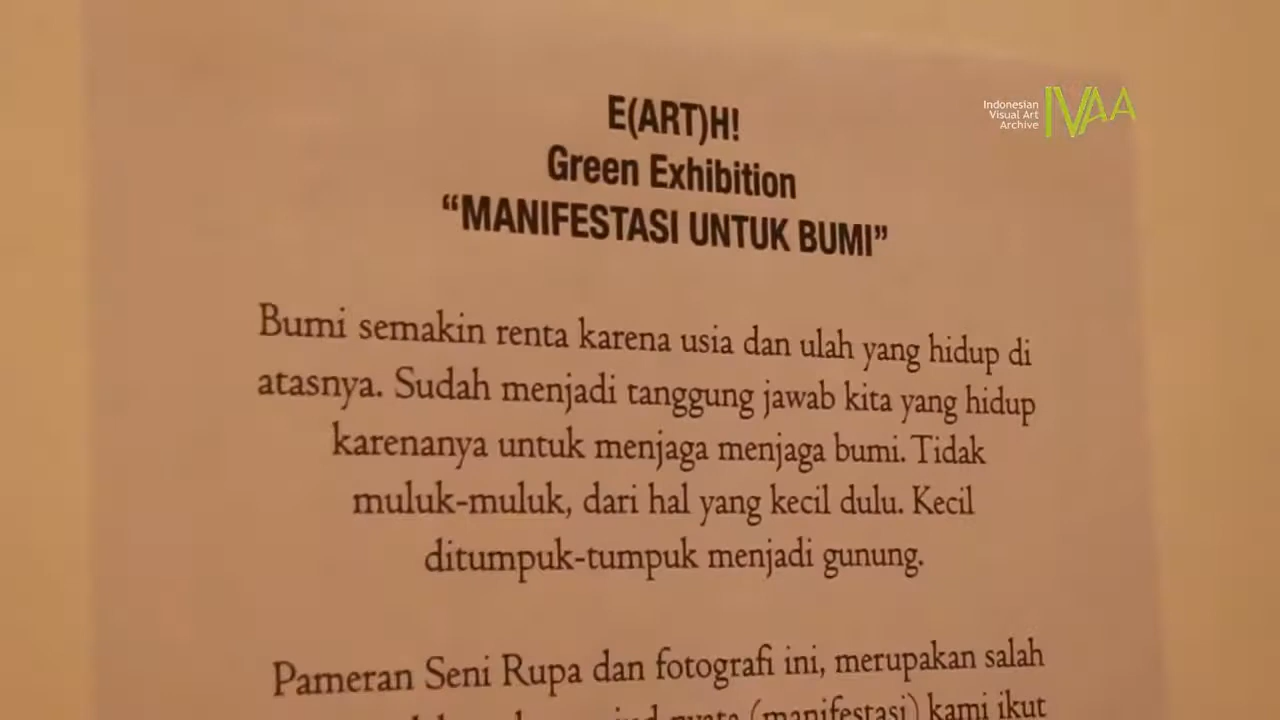 E(ART)H!
Green Exhibition
“MANIFESTASI UNTUK BUMI”
Indonesian
Visual Art
Archive
IVAA
Bumi semakin renta karena usia dan ulah yang hidup di
atasnya. Sudah menjadi tanggung jawab kita yang hidup
karenanya untuk menjaga menjaga bumi. Tidak
muluk-muluk, dari hal yang kecil dulu. Kecil
ditumpuk-tumpuk menjadi gunung.
Pameran Seni Rupa dan fotografi ini, merupakan salah
(manifestasi) kami ikut